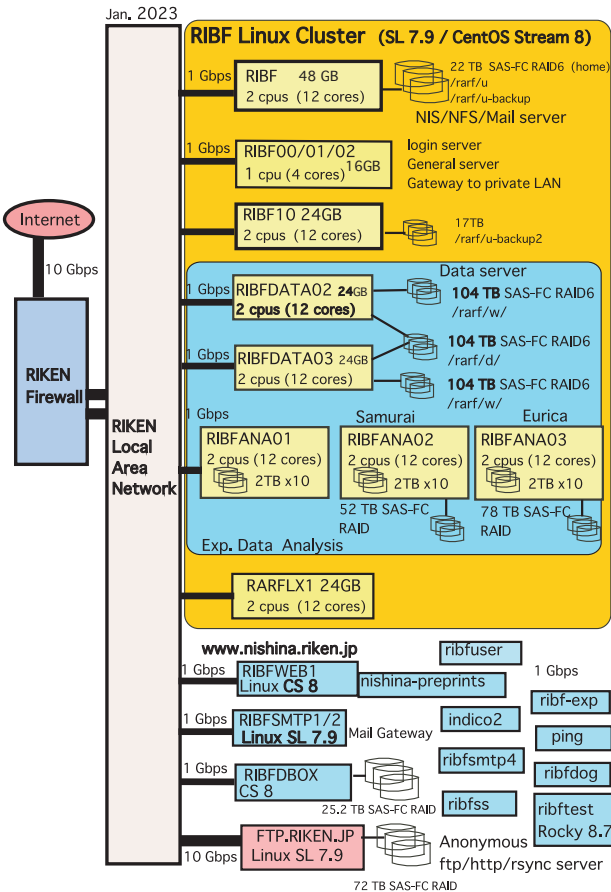 Jan. 2023
RIBF Linux Cluster (SL 7.9 / CentOS Stream 8)
1 Gbps
RIBF 48 GB
2 cpus (12 cores)
22 TB SAS-FC RAID6 (home)
/rarf/u
/rarf/u-backup
NIS/NFS/Mail server
1 Gbps
RIBF00/01/02
1 cpu (4 cores) 16GB
login server
General server
Gateway to private LAN
RIBF10 24GB
2 cpus (12 cores)
17TB
/rarf/u-backup2
Internet
10 Gbps
RIKEN
Firewall
RIKEN
Local
Area
Network
Data server
1 Gbps
RIBFDATA02 24GB
2 cpus (12 cores)
104 TB SAS-FC RAID6
/rarf/w/
1 Gbps
RIBFDATA03 24GB
2 cpus (12 cores)
104 TB SAS-FC RAID6
/rarf/d/
104 TB SAS-FC RAID6
/rarf/w/
1 Gbps
RIBFANA01
2 cpus (12 cores)
2TB x10
Samurai
RIBFANA02
2 cpus (12 cores)
2TB x10
52 TB SAS-FC
RAID
Eurica
RIBFANA03
2 cpus (12 cores)
2TB x10
78 TB SAS-FC
RAID
Exp. Data Analysis
RARFLX1 24GB
2 cpus (12 cores)
www.nishina.riken.jp
1 Gbps
RIBFWEB1
Linux CS 8
nishina-preprints
ribfuser
1 Gbps
ribf-exp
1 Gbps
RIBFSMTP1/2
Linux SL 7.9
Mail Gateway
indico2
ping
1 Gbps
RIBFDBOX
CS 8
25.2 TB SAS-FC RAID
ribfsmtp4
ribfdog
ribfss
ribftest
Rocky 8.7
10 Gbps
FTP.RIKEN.JP
Linux SL 7.9
Anonymous
ftp/http/rsync server
72 TB SAS-FC RAID